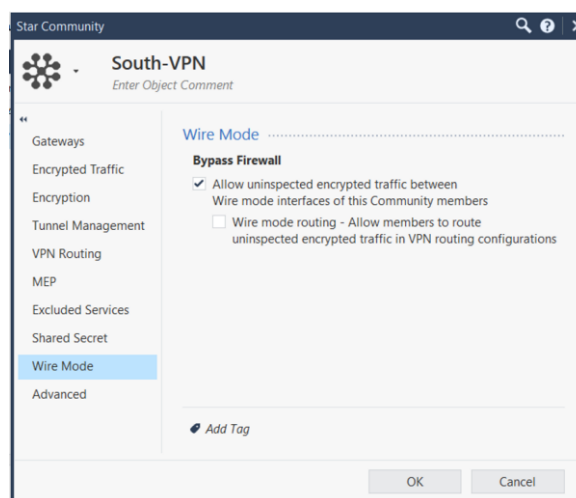 Star Community
South-VPN
Enter Object Comment
Gateways
Encrypted Traffic
Encryption
Tunnel Management
VPN Routing
MEP
Excluded Services
Shared Secret
Wire Mode
Advanced
Wire Mode
Bypass Firewall
Allow uninspected encrypted traffic between
Wire mode interfaces of this Community members
Wire mode routing - Allow members to route
uninspected encrypted traffic in VPN routing configurations
Add Tag
OK
Cancel